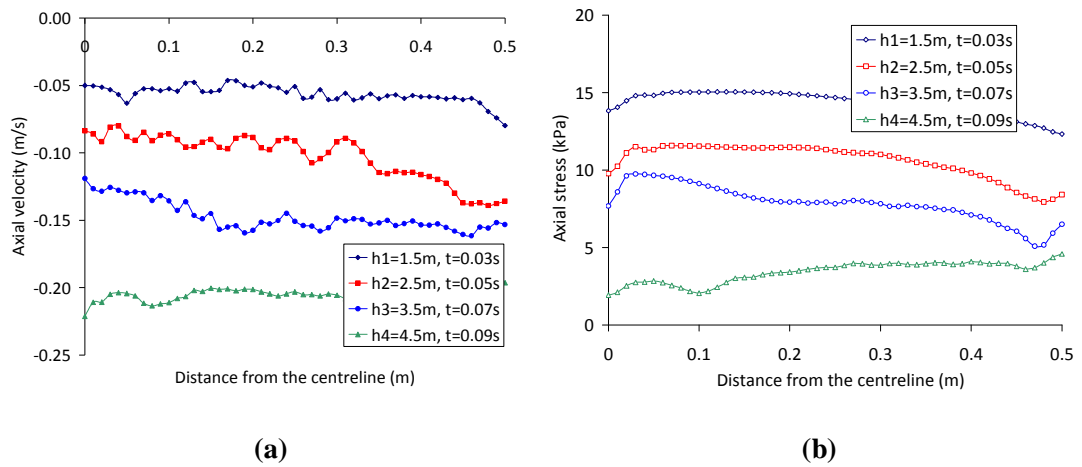 (a)
0.00
-0.05
-0.10
-0.15
-0.20
-0.25
0
0.1
0.2
0.3
0.4
0.5
Axial velocity (m/s)
Distance from the centreline (m)
h1=1.5m, t=0.03s
h2=2.5m, t=0.05s
h3=3.5m, t=0.07s
h4=4.5m, t=0.09s
(a)
(b)
20
15
10
5
0
0
0.1
0.2
0.3
0.4
0.5
Axial stress (kPa)
Distance from the centreline (m)
h1=1.5m, t=0.03s
h2=2.5m, t=0.05s
h3=3.5m, t=0.07s
h4=4.5m, t=0.09s
(b)